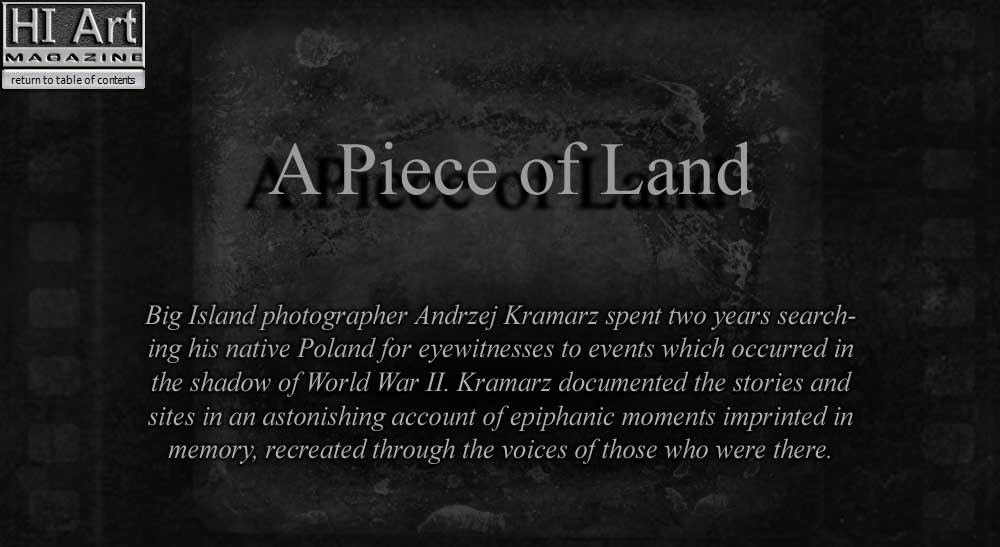 HI Art
MAGAZINE
return to table of contents
A Piece of Land
Big Island photographer Andrzej Kramarz spent two years search-
ing his native Poland for eyewitnesses to events which occurred in
the shadow of World War II. Kramarz documented the stories and
sites in an astonishing account of epiphanic moments imprinted in
memory, recreated through the voices of those who were there.